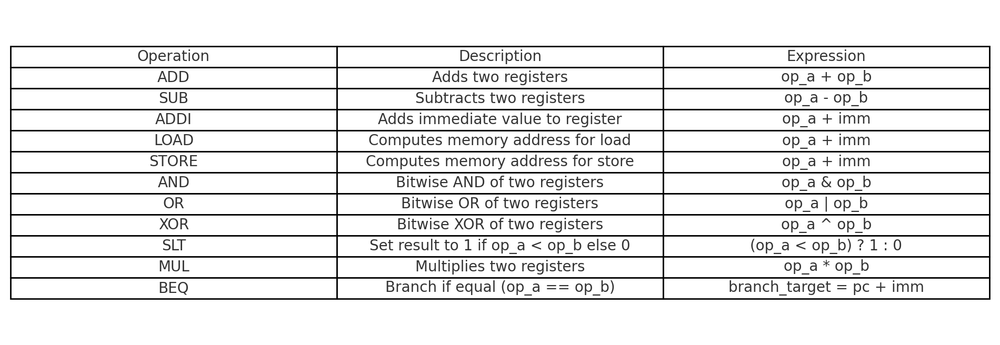 Operation Description Expression
ADD Adds two registers op_a + op_b
SUB Subtracts two registers op_a - op_b
ADDI Adds immediate value to register op_a + imm
LOAD Computes memory address for load op_a + imm
STORE Computes memory address for store op_a + imm
AND Bitwise AND of two registers op_a & op_b
OR Bitwise OR of two registers op_a | op_b
XOR Bitwise XOR of two registers op_a ^ op_b
SLT Set result to 1 if op_a < op_b else 0 (op_a < op_b) ? 1 : 0
MUL Multiplies two registers op_a * op_b
BEQ Branch if equal (op_a == op_b) branch_target = pc + imm